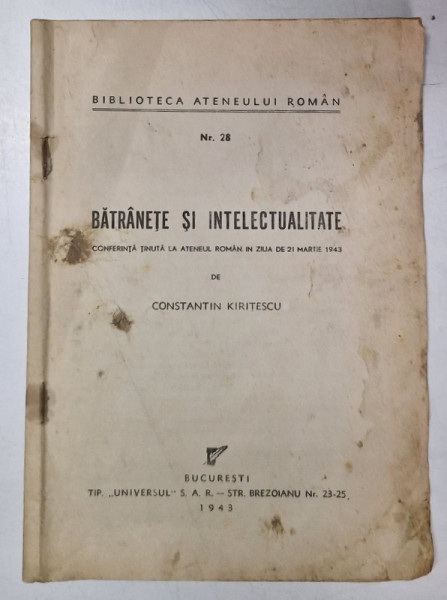 BIBLIOTECA ATENEULUI ROMÂN
Nr. 28
BĂTRÂNEȚE ȘI INTELECTUALITATE
CONFERINȚĂ ȚINUTĂ LA ATENEUL ROMÂN IN ZIUA DE 21 MARTIE 1943
DE
CONSTANTIN KIRIȚESCU
BUCUREȘTI
TIP. „UNIVERSUL" S. A. R. — STR. BREZOIANU Nr. 23-25
1943